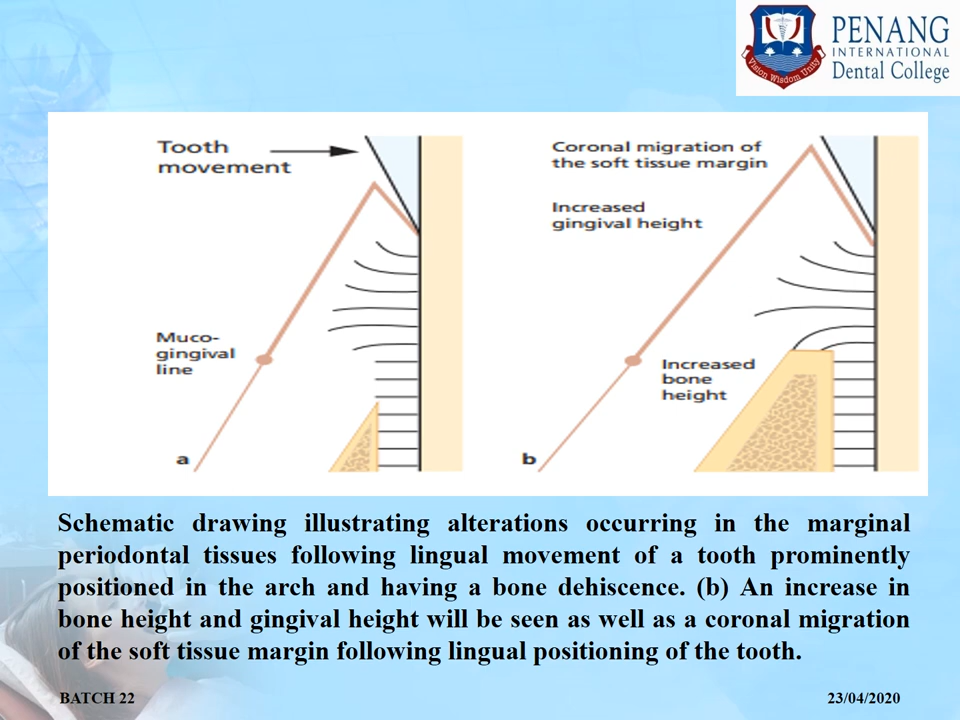 PENANG
INTERNATIONAL
Dental College
Vision Wisdom Unity
Tooth
movement
Muco-
gingival
line
a
Coronal migration of
the soft tissue margin
Increased
gingival height
Increased
bone
height
b
Schematic drawing illustrating alterations occurring in the marginal
periodontal tissues following lingual movement of a tooth prominently
positioned in the arch and having a bone dehiscence. (b) An increase in
bone height and gingival height will be seen as well as a coronal migration
of the soft tissue margin following lingual positioning of the tooth.
BATCH 22
23/04/2020